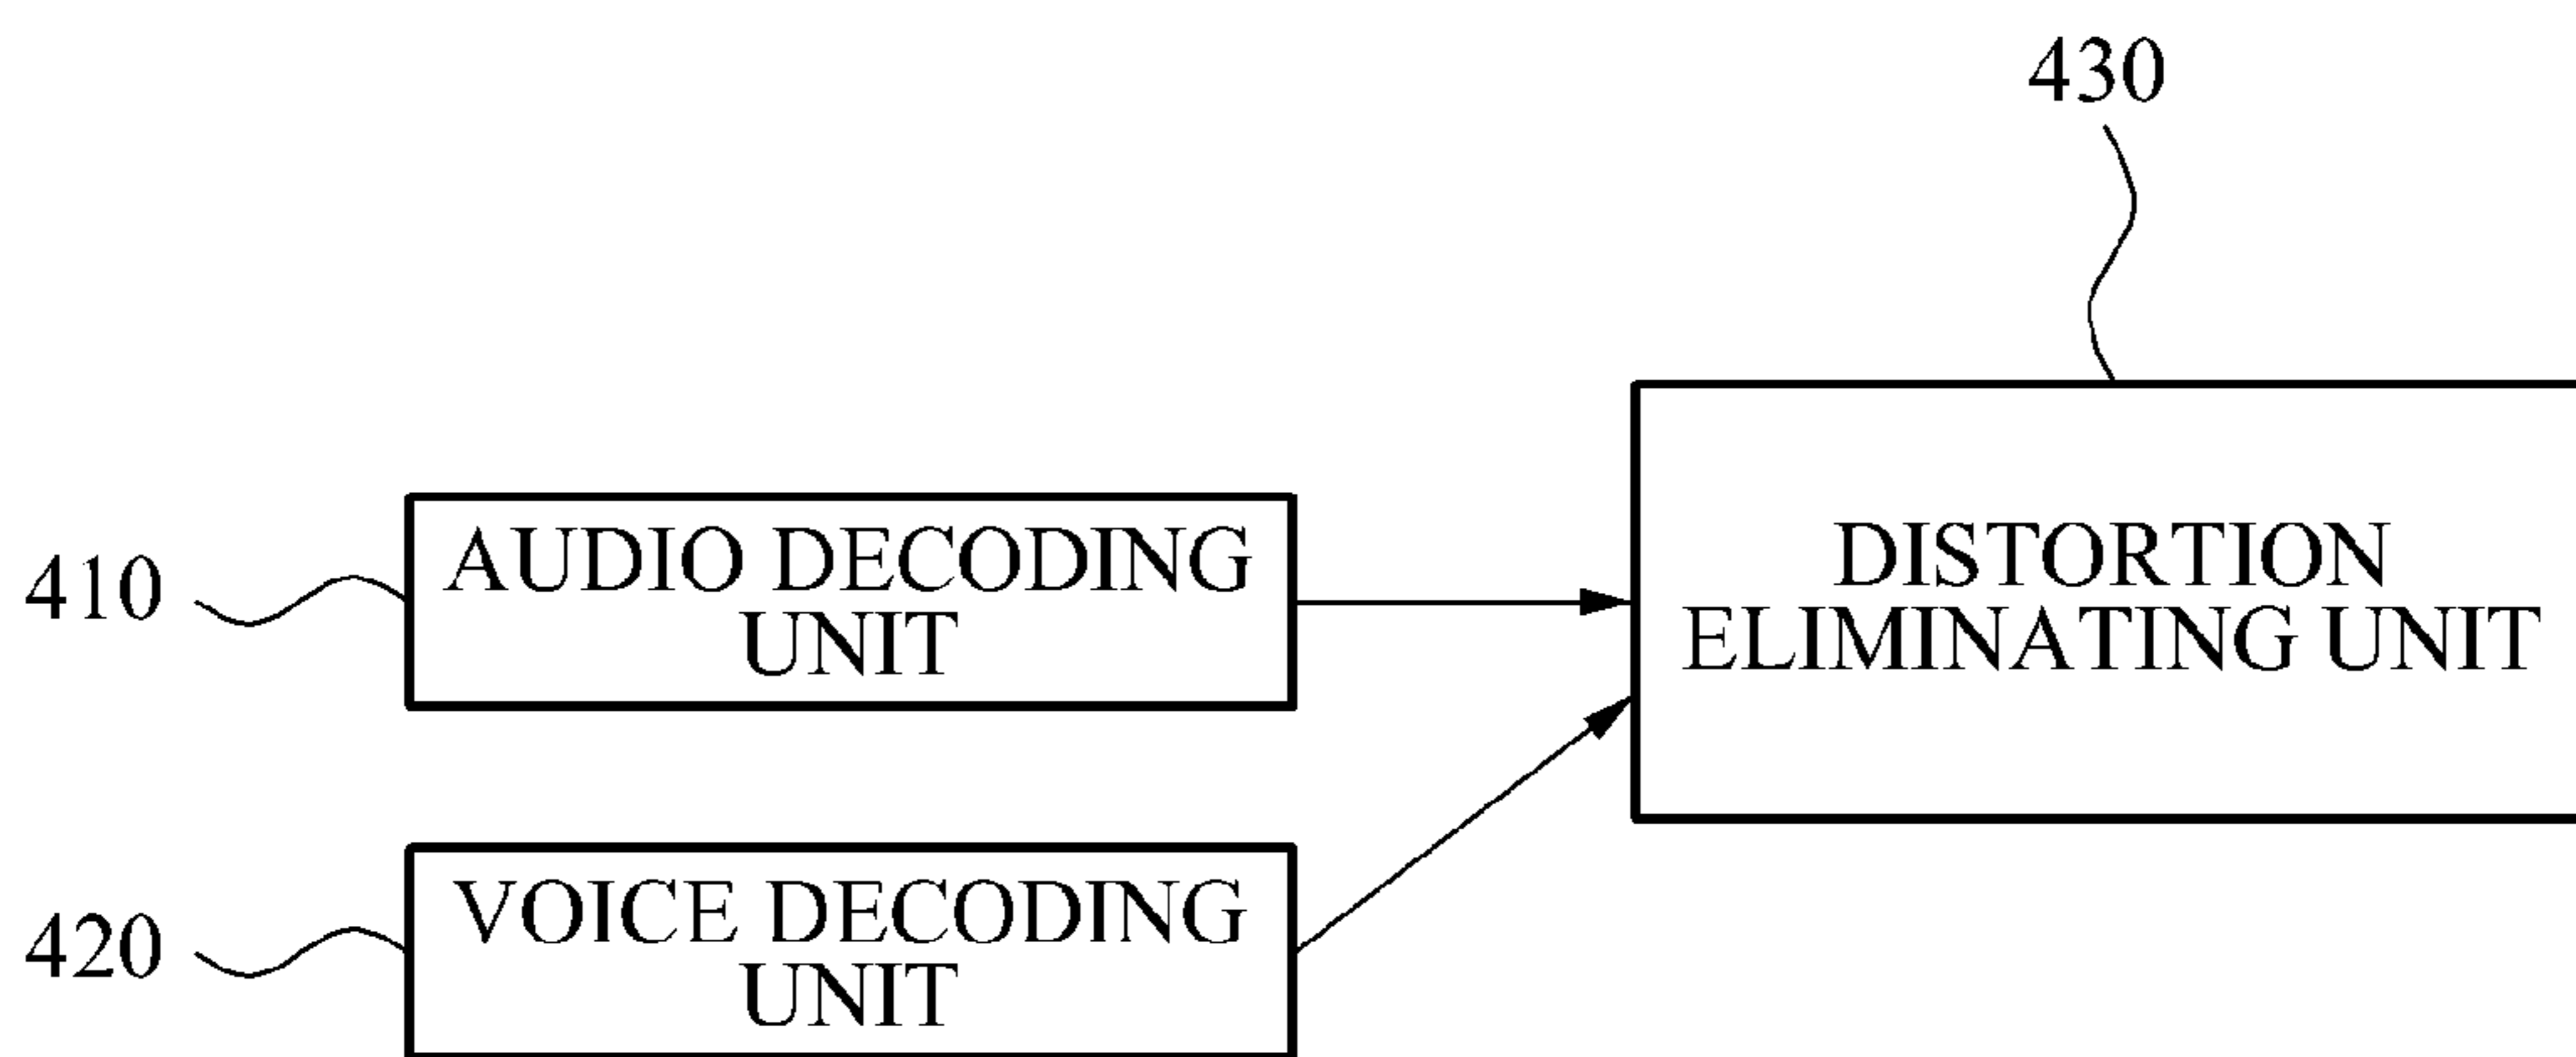 430
410
AUDIO DECODING
UNIT
DISTORTION
ELIMINATING UNIT
420
VOICE DECODING
UNIT